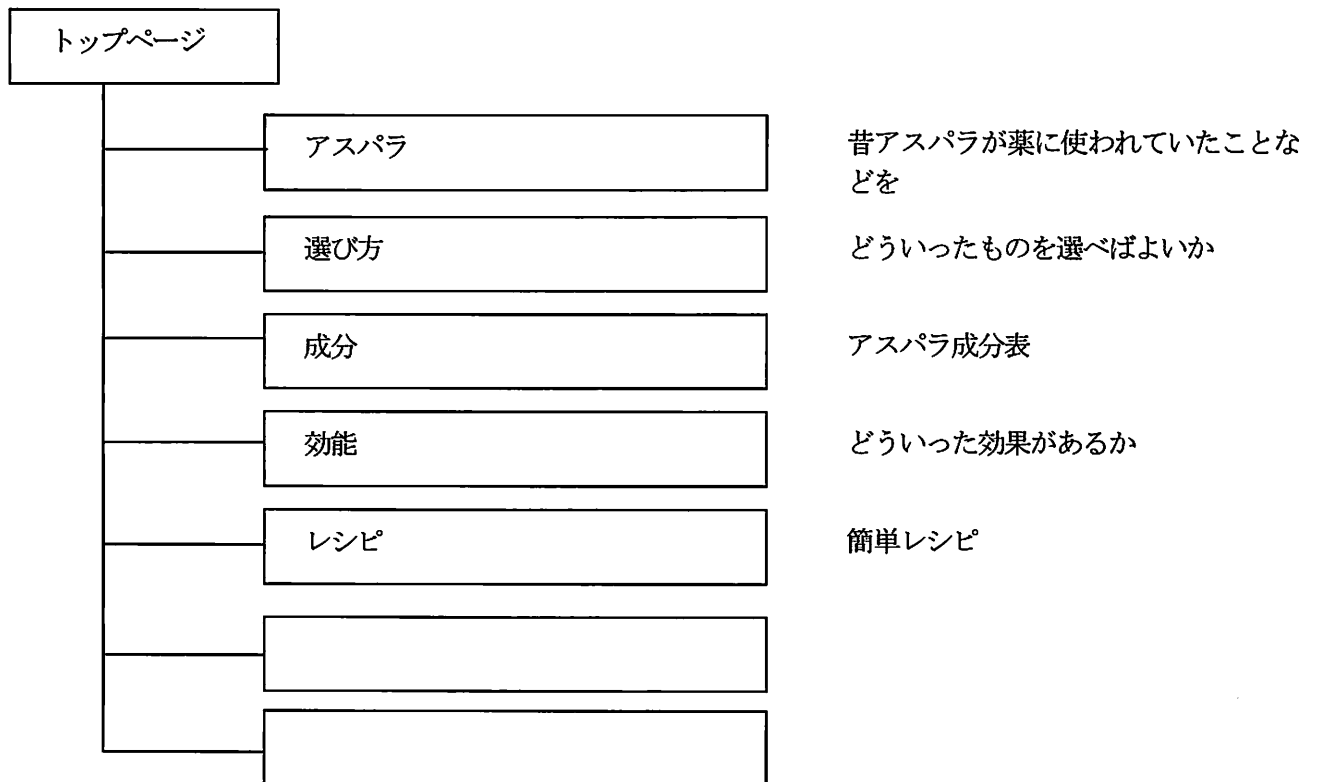 トップページ
アスパラ
昔アスパラが薬に使われていたことな
どを
選び方
どういったものを選べばよいか
成分
アスパラ成分表
効能
どういった効果があるか
レシピ
簡単レシピ